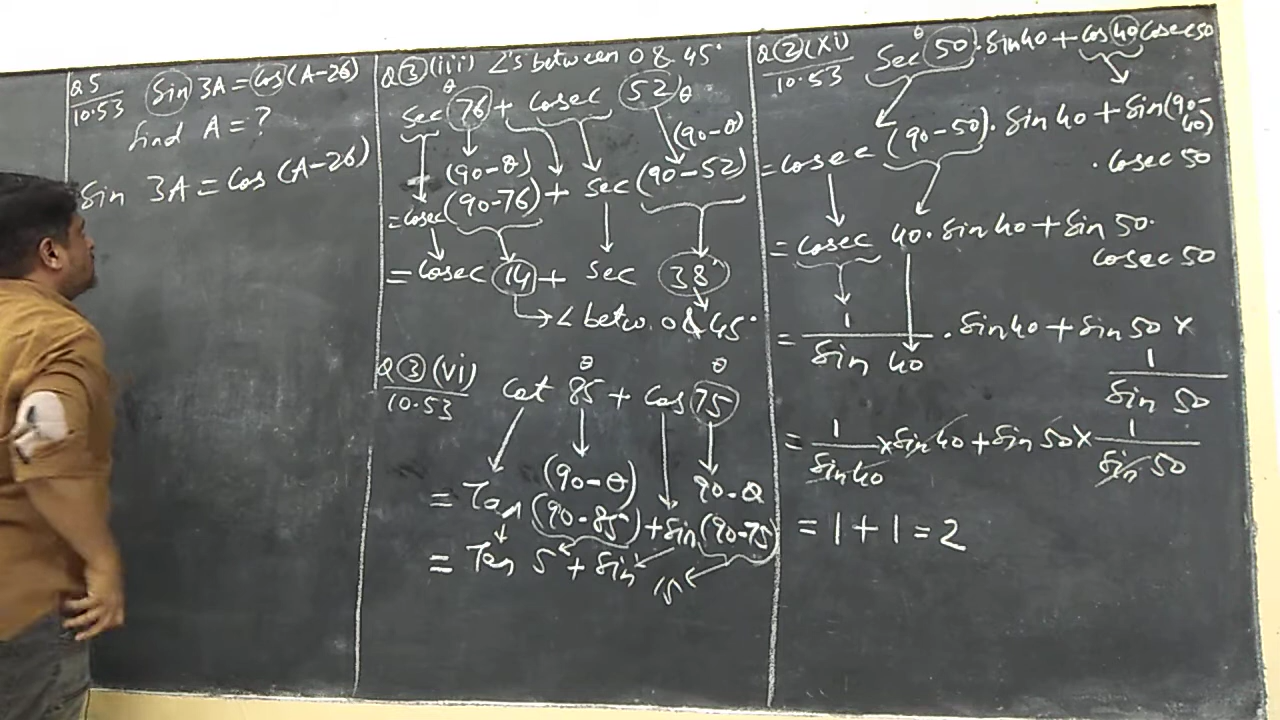 Q5
10.53
Sin 3A = Cos (A-26)
find A = ?
Sin 3A = Cos (A-26)
Q ③ (iii) ∠'s between 0 & 45°
θ
Sec 76 + Cosec 52 θ
(90-θ)
(90-θ)
= Cosec (90-76) + Sec (90-52)
= Cosec 14 + Sec 38°
→ ∠ betw. 0 & 45°
Q ③ (vi)
10.53
θ θ
Cot 85 + Cos 75
(90-θ) 90-θ
= Tan (90-85°) + Sin (90-75)
= Tan 5° + Sin
15
Q ② (xi)
10.53
θ
Sec 50 · Sin 40 + Cos 40 Cosec 50
= Cosec (90-50) · Sin 40 + Sin (90-
40)
· Cosec 50
= Cosec 40 · Sin 40 + Sin 50 ·
Cosec 50
= 1 / Sin 40 · Sin 40 + Sin 50 ×
1 / Sin 50
= 1 / Sin 40 × Sin 40 + Sin 50 × 1 / Sin 50
= 1 + 1 = 2